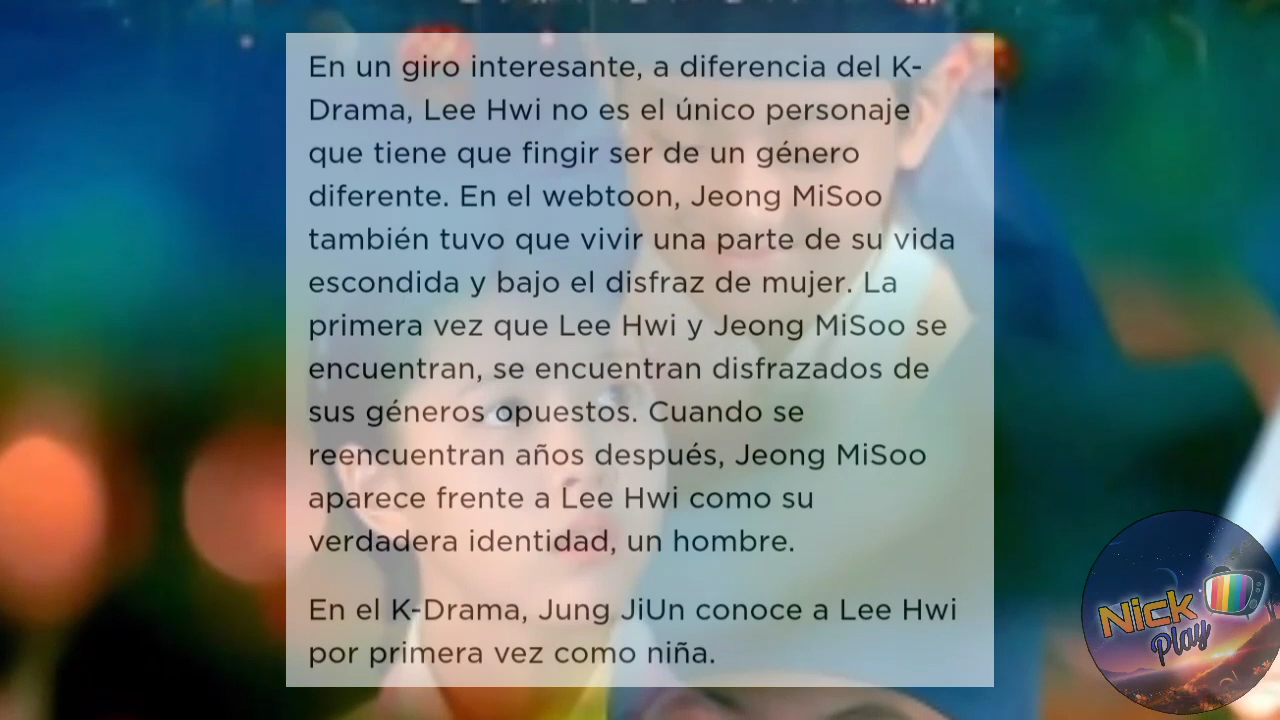 En un giro interesante, a diferencia del K-
Drama, Lee Hwi no es el único personaje
que tiene que fingir ser de un género
diferente. En el webtoon, Jeong MiSoo
también tuvo que vivir una parte de su vida
escondida y bajo el disfraz de mujer. La
primera vez que Lee Hwi y Jeong MiSoo se
encuentran, se encuentran disfrazados de
sus géneros opuestos. Cuando se
reencuentran años después, Jeong MiSoo
aparece frente a Lee Hwi como su
verdadera identidad, un hombre.
En el K-Drama, Jung JiUn conoce a Lee Hwi
por primera vez como niña.
Nick
Play